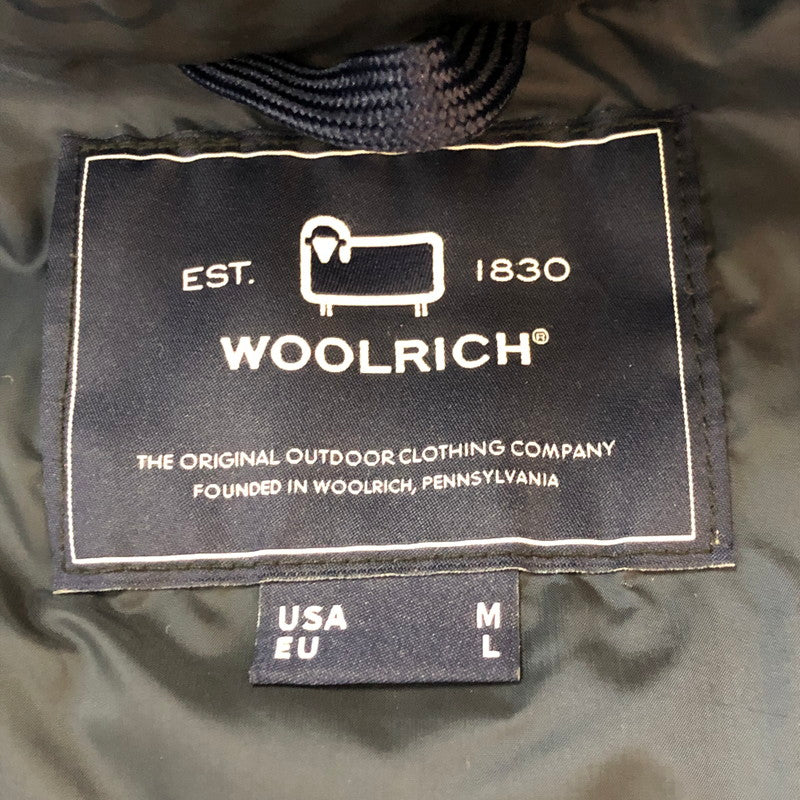 EST. 1830
WOOLRICH®
THE ORIGINAL OUTDOOR CLOTHING COMPANY
FOUNDED IN WOOLRICH, PENNSYLVANIA
USA M
EU L